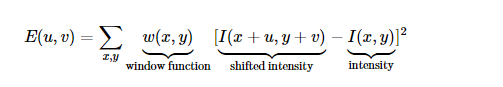 E(u, v) = ∑x,y w(x, y) [I(x + u, y + v) − I(x, y)]²
window function shifted intensity intensity